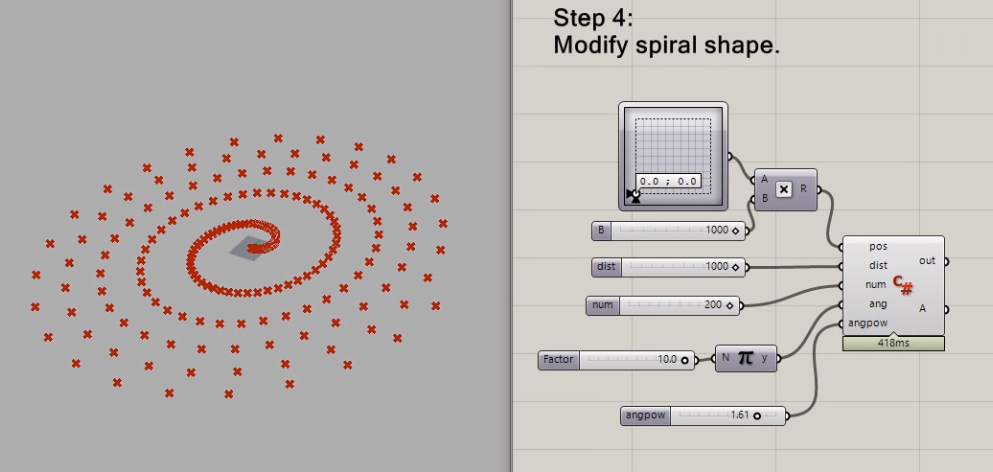 Step 4:
Modify spiral shape.
0.0 ; 0.0
A
B
R
B
1000
dist
1000
num
200
Factor
10.0
N π y
angpow
1.61
pos
dist
num
ang
angpow
C#
out
A
418ms